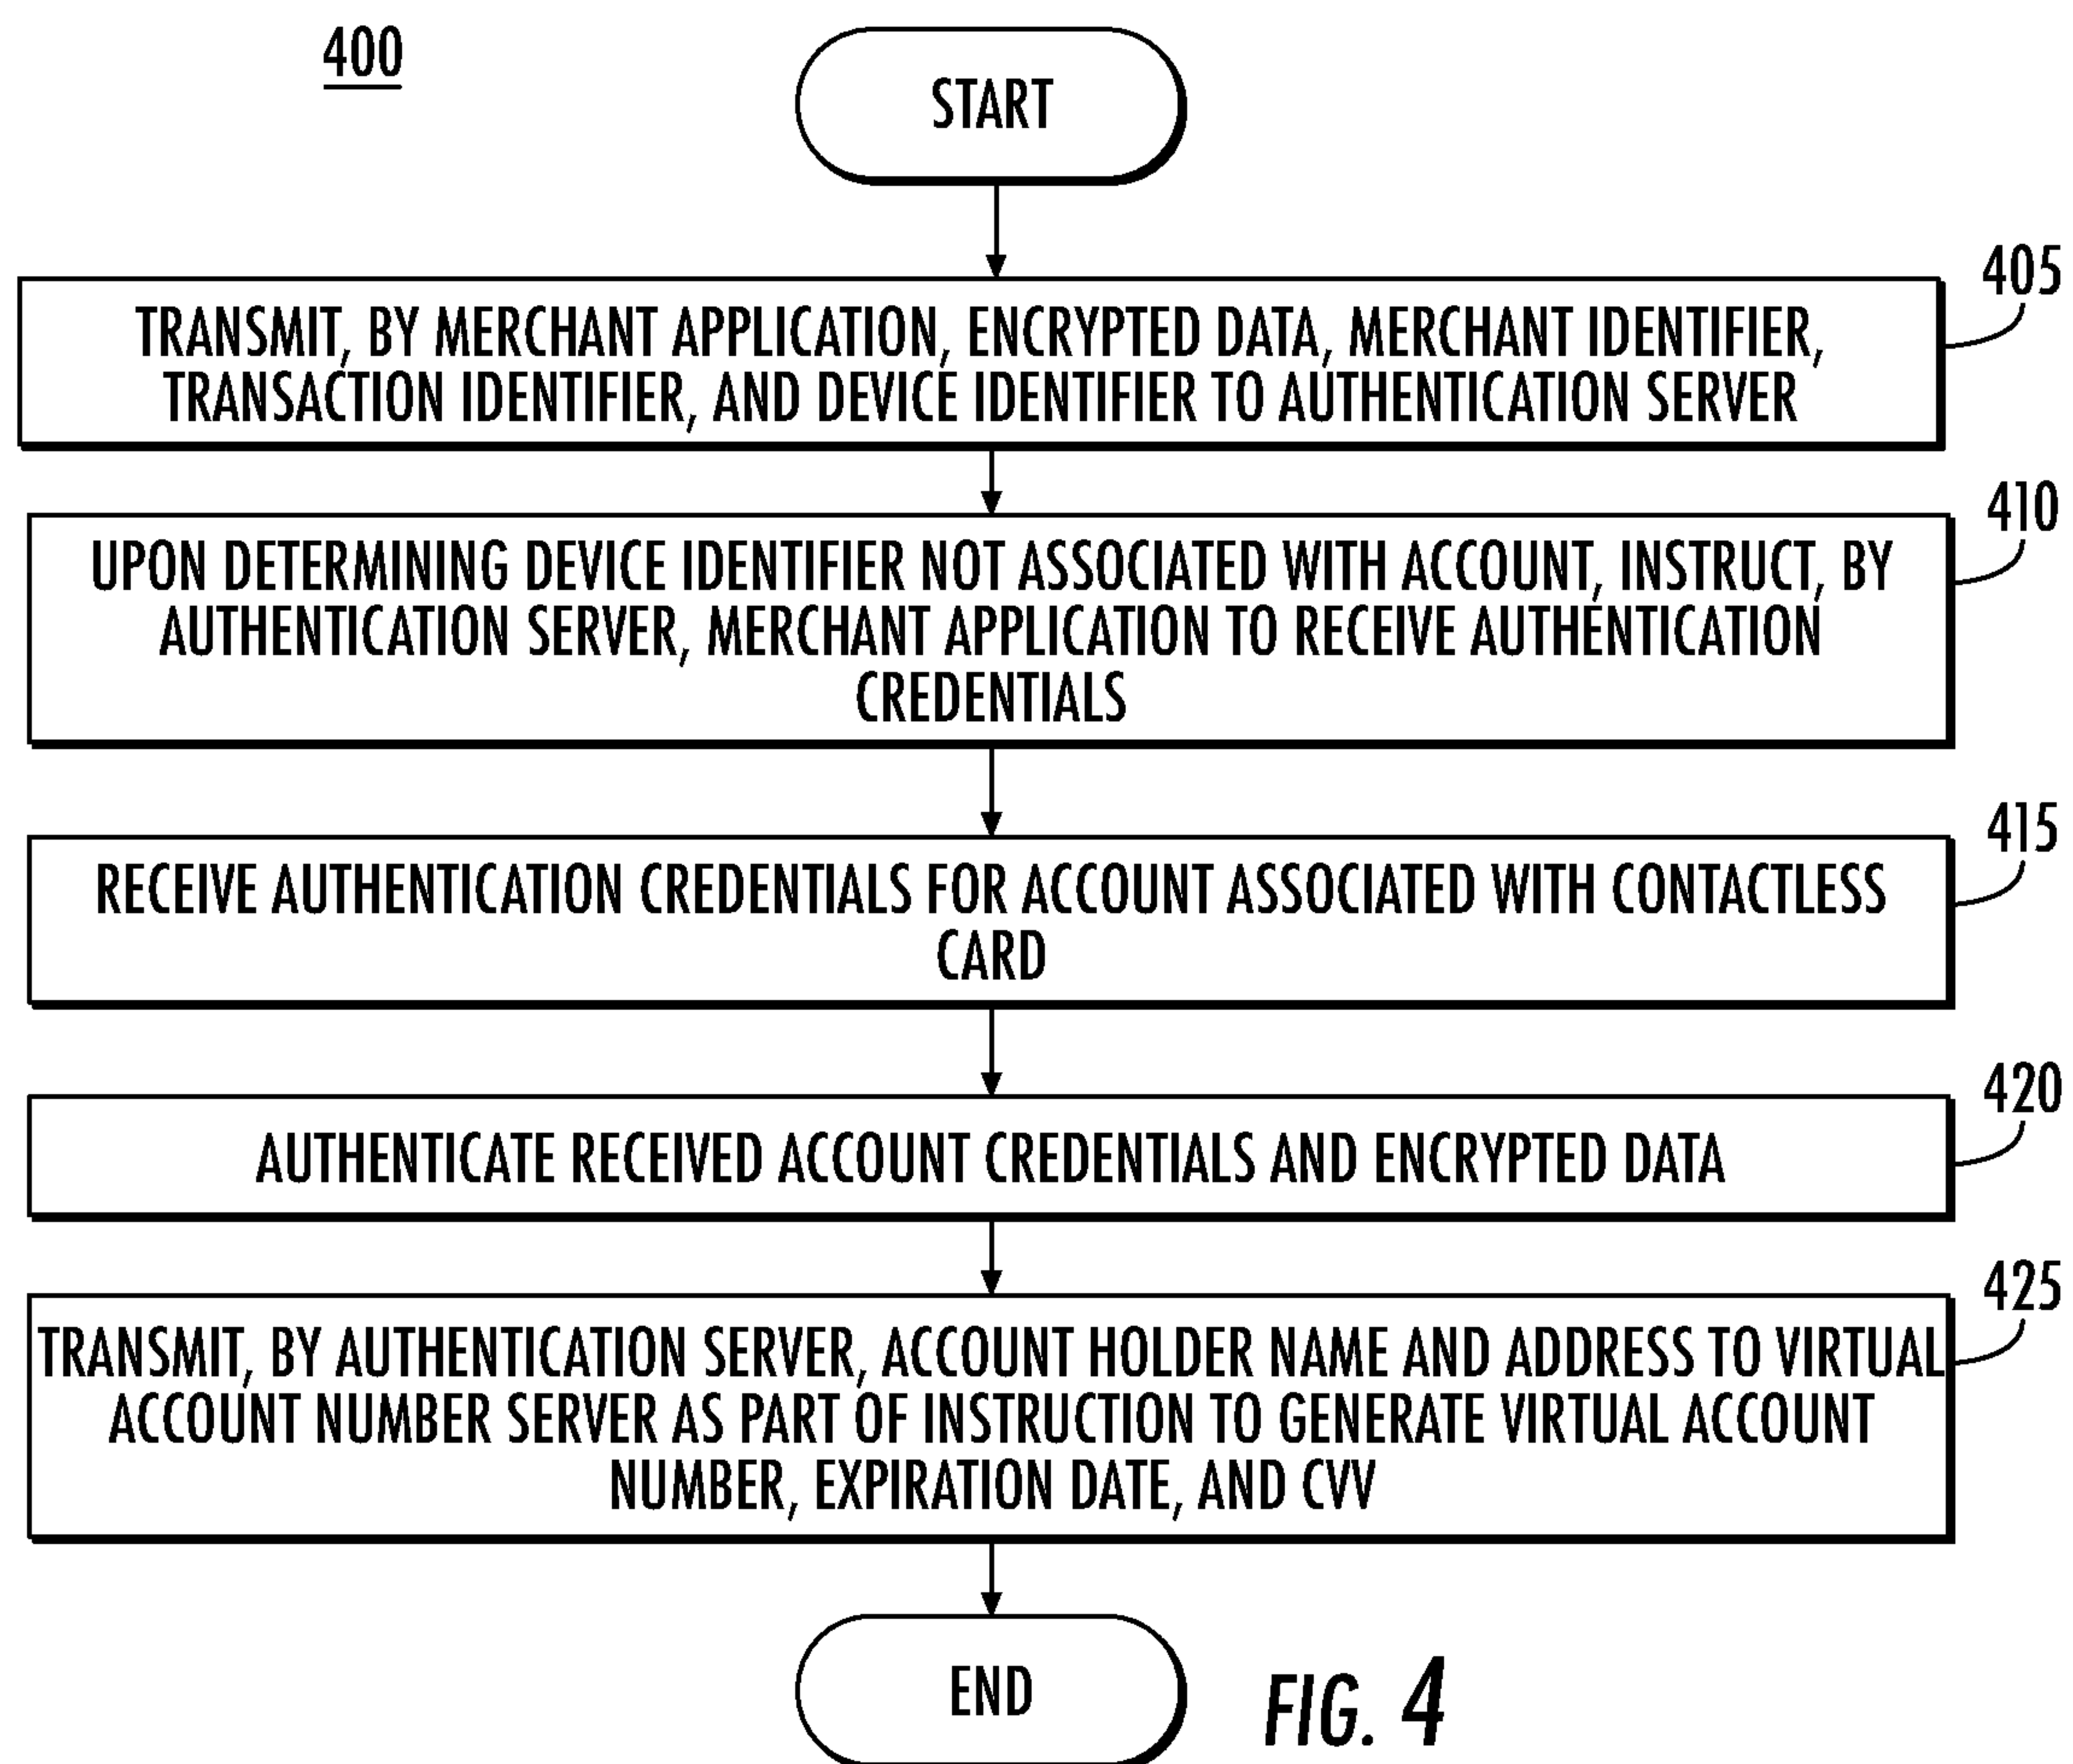 400
START
405
TRANSMIT, BY MERCHANT APPLICATION, ENCRYPTED DATA, MERCHANT IDENTIFIER,
TRANSACTION IDENTIFIER, AND DEVICE IDENTIFIER TO AUTHENTICATION SERVER
410
UPON DETERMINING DEVICE IDENTIFIER NOT ASSOCIATED WITH ACCOUNT, INSTRUCT, BY
AUTHENTICATION SERVER, MERCHANT APPLICATION TO RECEIVE AUTHENTICATION
CREDENTIALS
415
RECEIVE AUTHENTICATION CREDENTIALS FOR ACCOUNT ASSOCIATED WITH CONTACTLESS
CARD
420
AUTHENTICATE RECEIVED ACCOUNT CREDENTIALS AND ENCRYPTED DATA
425
TRANSMIT, BY AUTHENTICATION SERVER, ACCOUNT HOLDER NAME AND ADDRESS TO VIRTUAL
ACCOUNT NUMBER SERVER AS PART OF INSTRUCTION TO GENERATE VIRTUAL ACCOUNT
NUMBER, EXPIRATION DATE, AND CVV
END
FIG. 4